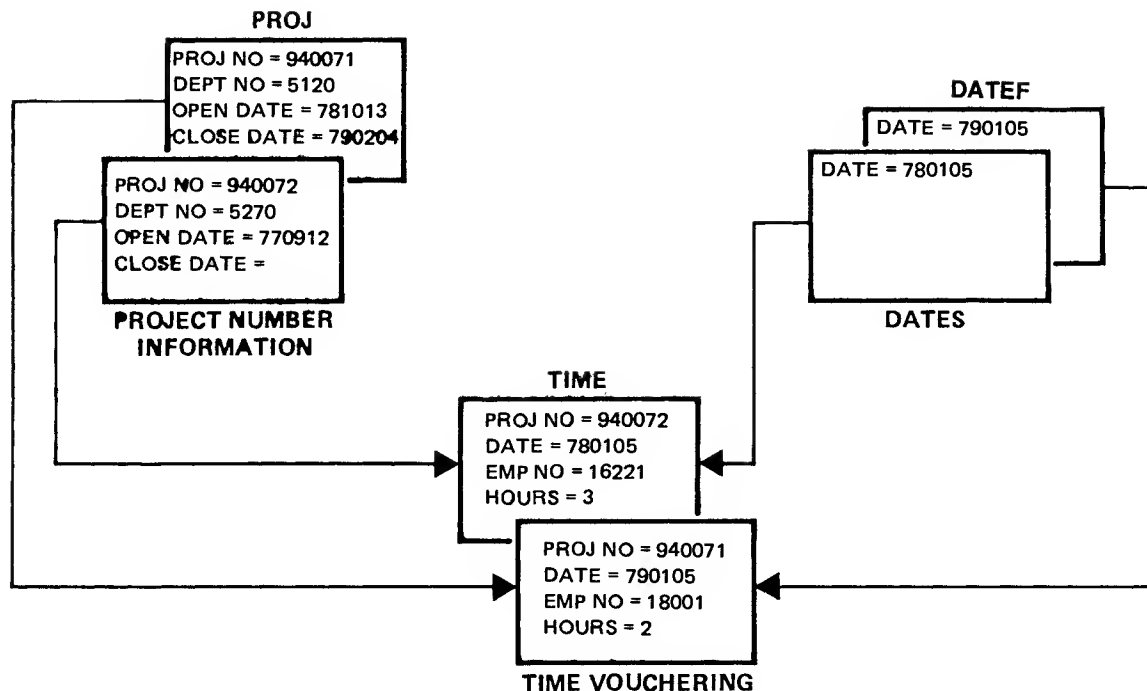 PROJ
PROJ NO = 940071
DEPT NO = 5120
OPEN DATE = 781013
CLOSE DATE = 790204
PROJ NO = 940072
DEPT NO = 5270
OPEN DATE = 770912
CLOSE DATE =
PROJECT NUMBER
INFORMATION
DATEF
DATE = 790105
DATE = 780105
DATES
TIME
PROJ NO = 940072
DATE = 780105
EMP NO = 16221
HOURS = 3
PROJ NO = 940071
DATE = 790105
EMP NO = 18001
HOURS = 2
TIME VOUCHERING